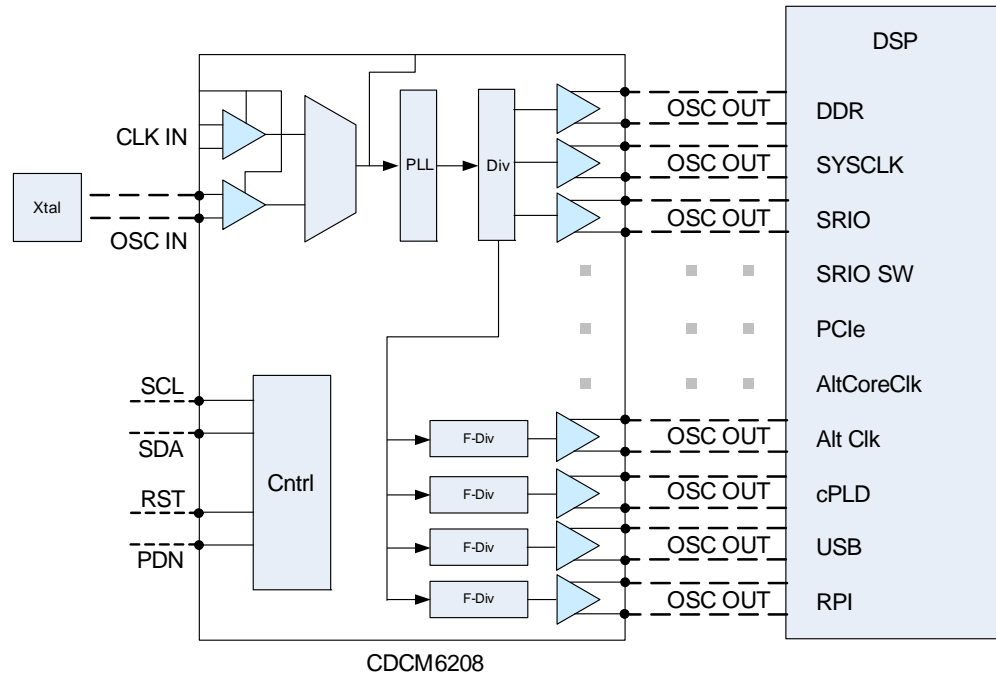 DSP
CLK IN
Xtal
OSC IN
PLL
Div
OSC OUT
DDR
OSC OUT
SYSCLK
OSC OUT
SRIO
SRIO SW
PCIe
AltCoreClk
SCL
SDA
RST
PDN
Cntrl
F-Div
OSC OUT
Alt Clk
F-Div
OSC OUT
cPLD
F-Div
OSC OUT
USB
F-Div
OSC OUT
RPI
CDCM6208